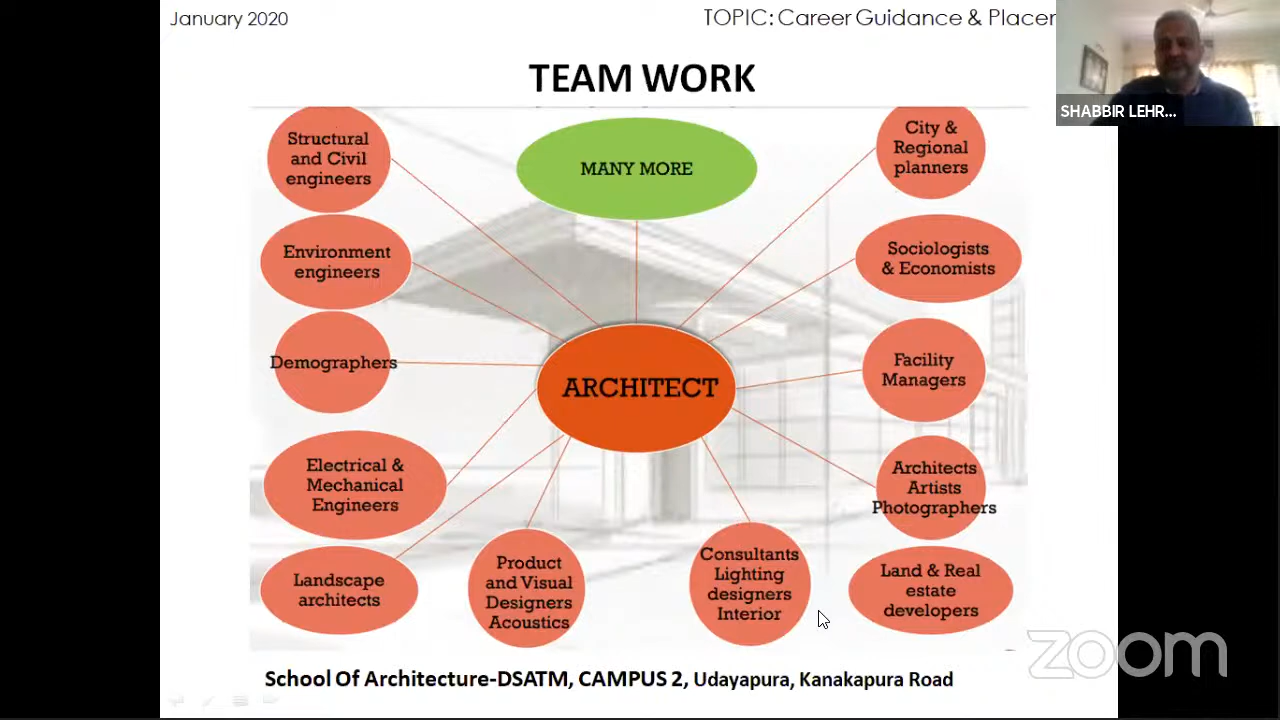 January 2020
TOPIC: Career Guidance & Placer
SHABBIR LEHR...
TEAM WORK
Structural
and Civil
engineers
MANY MORE
City &
Regional
planners
Environment
engineers
Sociologists
& Economists
Demographers
ARCHITECT
Facility
Managers
Electrical &
Mechanical
Engineers
Architects
Artists
Photographers
Landscape
architects
Product
and Visual
Designers
Acoustics
Consultants
Lighting
designers
Interior
Land & Real
estate
developers
zoom
School Of Architecture-DSATM, CAMPUS 2, Udayapura, Kanakapura Road